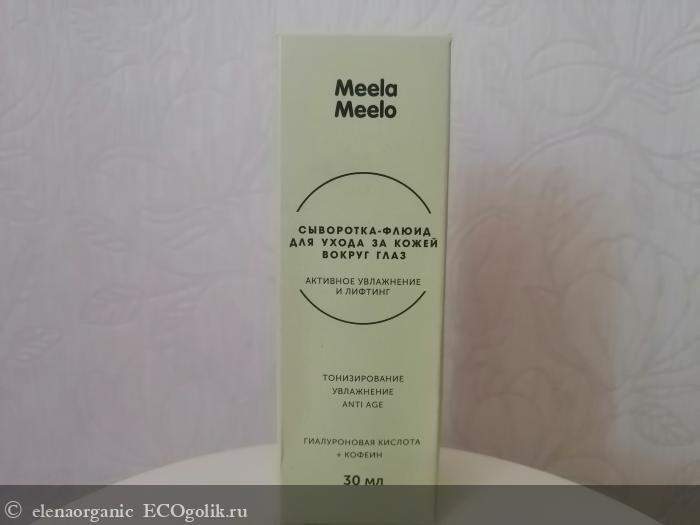 Meela
Meelo
СЫВОРОТКА-ФЛЮИД
ДЛЯ УХОДА ЗА КОЖЕЙ
ВОКРУГ ГЛАЗ
АКТИВНОЕ УВЛАЖНЕНИЕ
И ЛИФТИНГ
ТОНИЗИРОВАНИЕ
УВЛАЖНЕНИЕ
ANTI AGE
ГИАЛУРОНОВАЯ КИСЛОТА
+ КОФЕИН
30 МЛ
© elenaorganic ECOgolik.ru